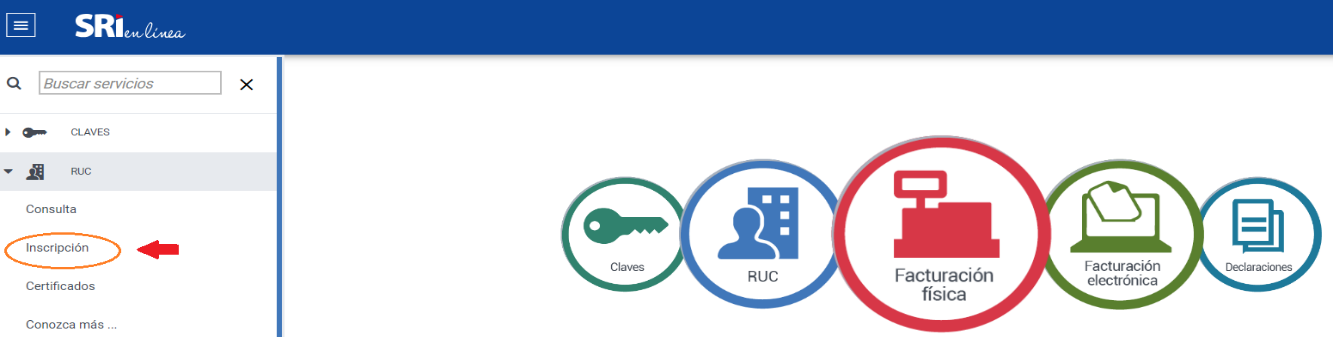 SRi en línea
Buscar servicios
CLAVES
RUC
Consulta
Inscripción
Certificados
Conozca más ...
Claves
RUC
Facturación
física
Facturación
electrónica
Declaraciones